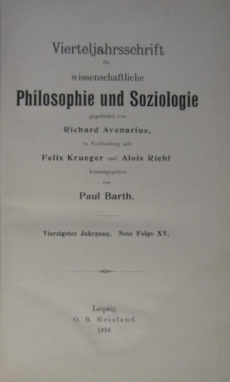 Vierteljahrsschrift
für
wissenschaftliche
Philosophie und Soziologie
gegründet von
Richard Avenarius,
in Verbindung mit
Felix Krueger und Alois Riehl
herausgegeben
von
Paul Barth.
Vierzigster Jahrgang. Neue Folge XV.
Leipzig.
O. R. Reisland.
1916.